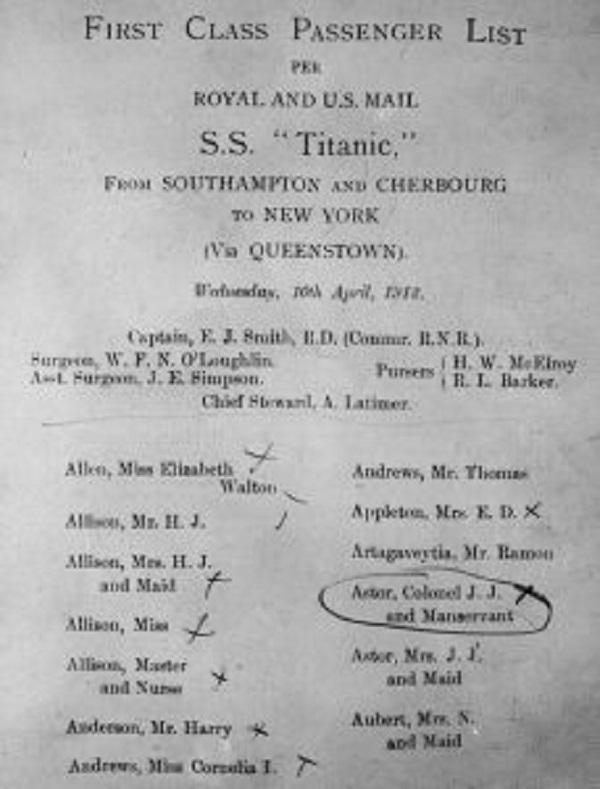 FIRST CLASS PASSENGER LIST
PER
ROYAL AND U.S. MAIL
S.S. "Titanic,"
FROM SOUTHAMPTON AND CHERBOURG
TO NEW YORK
(Via QUEENSTOWN).
Wednesday, 10th April, 1912.
Captain, E. J. Smith, R.D. (Commr. R.N.R.).
Surgeon, W. F. N. O'Loughlin.
Asst. Surgeon, J. E. Simpson.
Pursers { H. W. McElroy
R. L. Barker.
Chief Steward, A. Latimer.
Allen, Miss Elizabeth
Walton
Allison, Mr. H. J.
Allison, Mrs. H. J.
and Maid
Allison, Miss
Allison, Master
and Nurse
Anderson, Mr. Harry
Andrews, Miss Cornelia I.
Andrews, Mr. Thomas
Appleton, Mrs. E. D.
Artagaveytia, Mr. Ramon
Astor, Colonel J. J.
and Manservant
Astor, Mrs. J. J.
and Maid
Aubert, Mrs. N.
and Maid